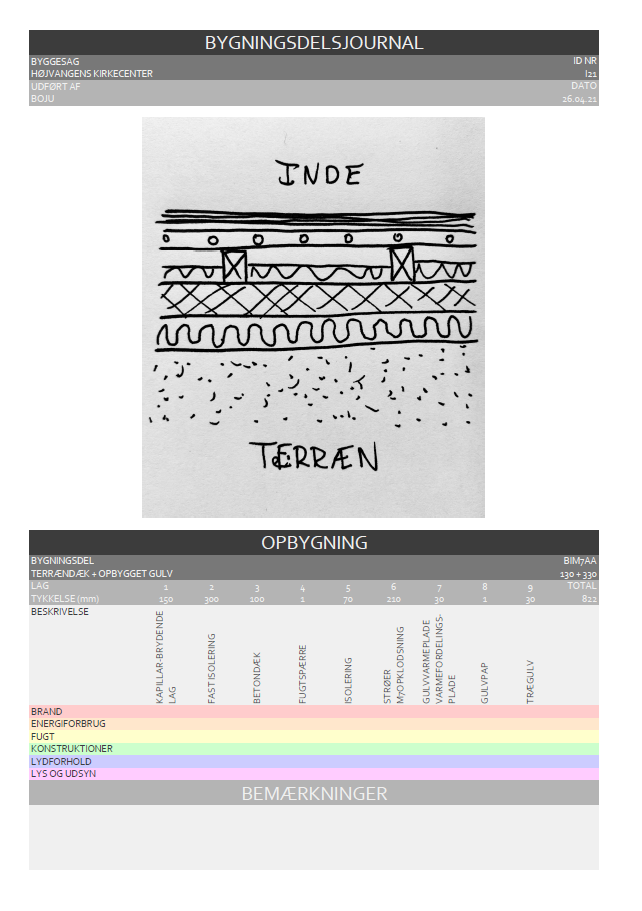 BYGNINGSDELSJOURNAL
BYGGESAG ID NR
HØJVANGENS KIRKECENTER I21
UDFØRT AF DATO
BOJU 26.04.21
INDE
TERRÆN
OPBYGNING
BYGNINGSDEL BIM7AA
TERRÆNDÆK + OPBYGGET GULV 130 + 330
LAG 1 2 3 4 5 6 7 8 9 TOTAL
TYKKELSE (mm) 150 300 100 1 70 210 30 1 30 822
BESKRIVELSE
KAPILLAR-BRYDENDE
LAG
FAST ISOLERING
BETONDÆK
FUGTSPÆRRE
ISOLERING
STRØER
M7OPKLODSNING
GULVVARMEPLADE
VARMEFORDELINGS-
PLADE
GULVPAP
TRÆGULV
BRAND
ENERGIFORBRUG
FUGT
KONSTRUKTIONER
LYDFORHOLD
LYS OG UDSYN
BEMÆRKNINGER